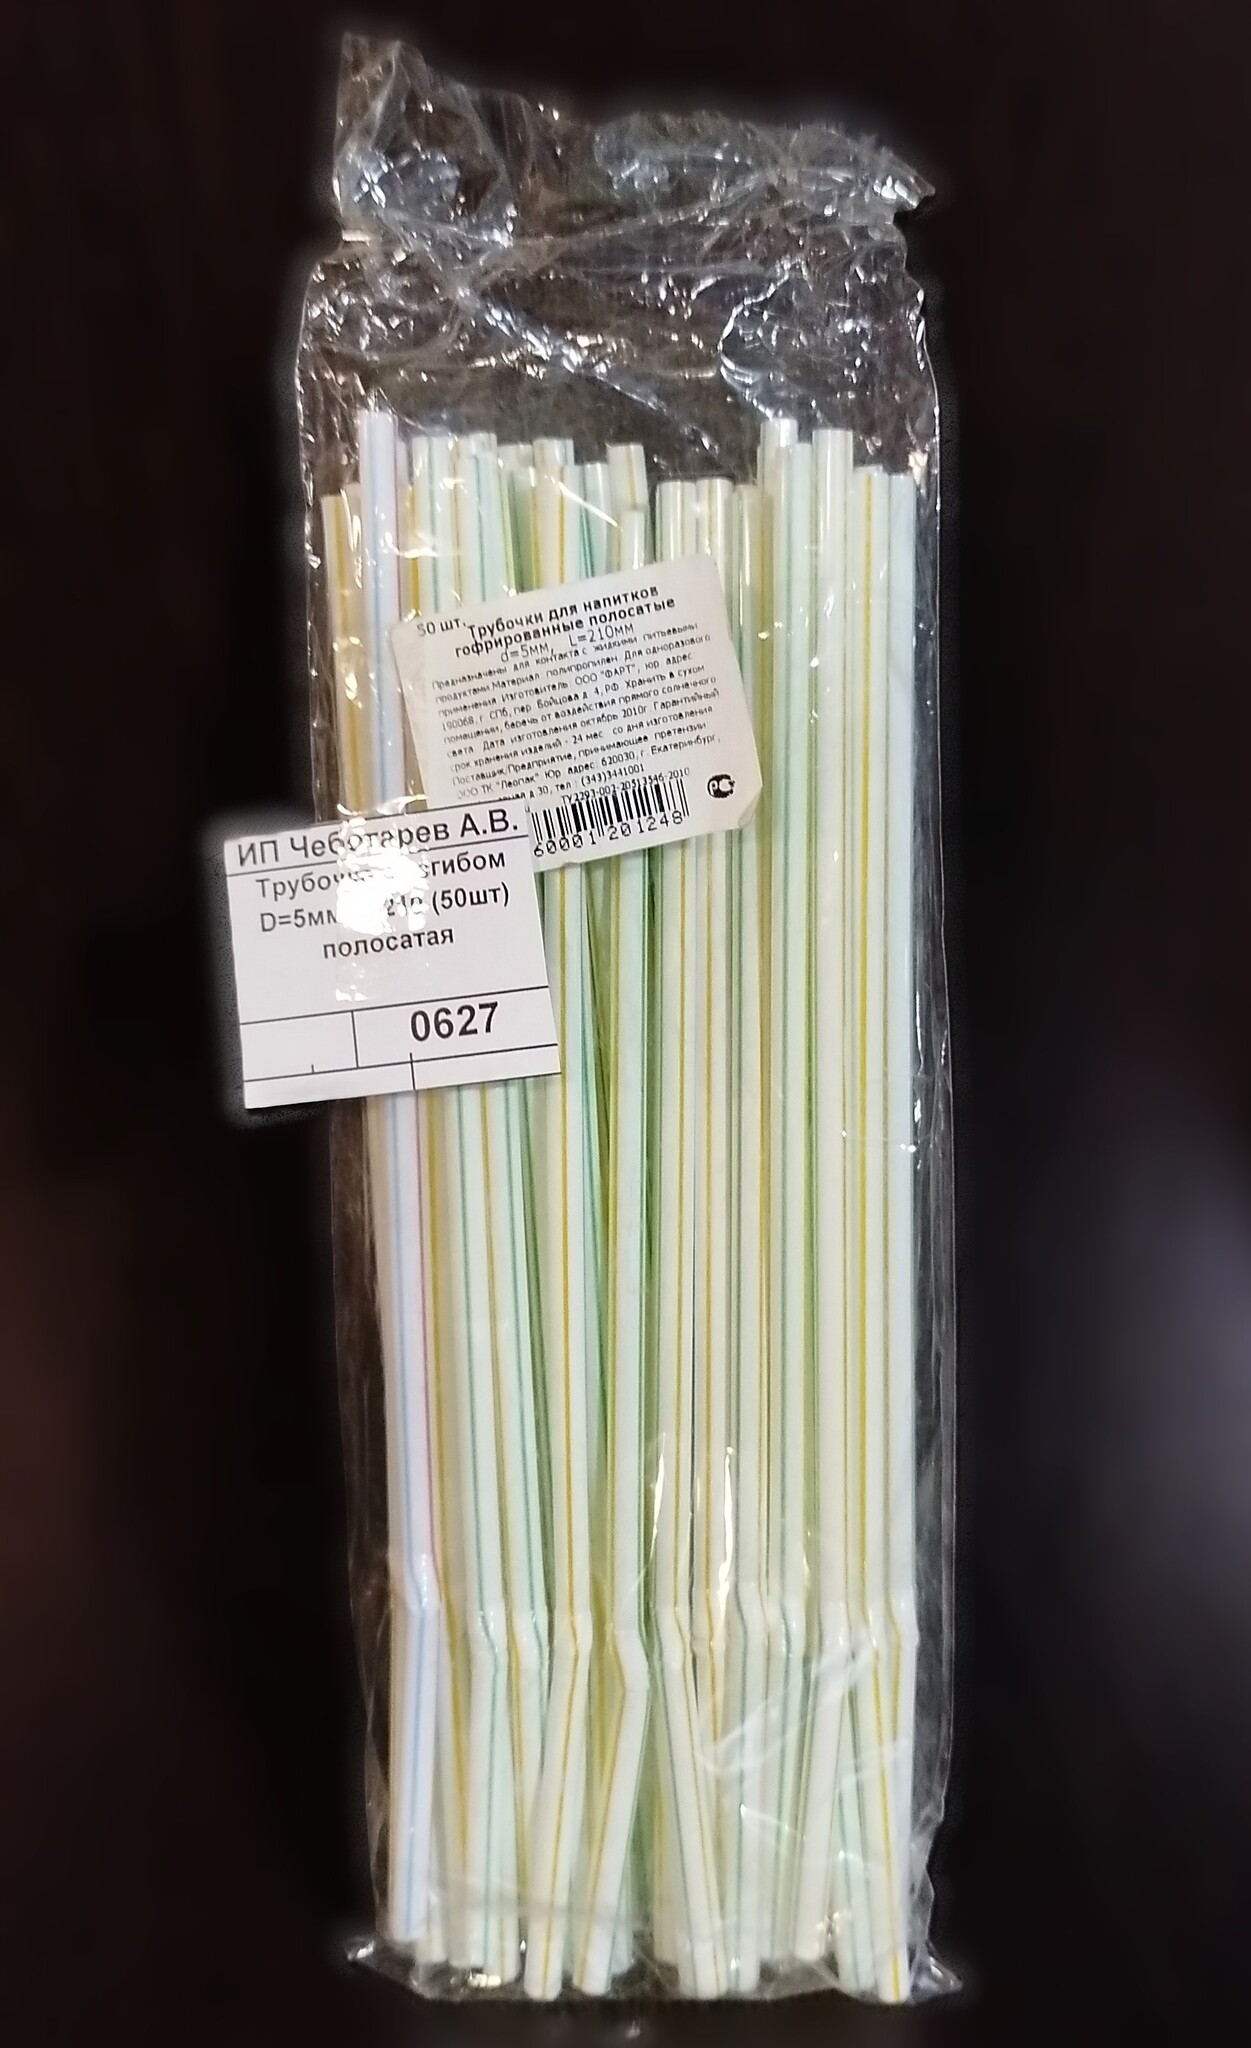 50 шт.
Трубочки для напитков
гофрированные полосатые
d=5мм, L=210мм
Предназначены для контакта с жидкими питьевыми
продуктами.Материал полипропилен. Для одноразового
применения. Изготовитель: ООО "ФАРТ", юр. адрес:
190068, г. СПб, пер. Бойцова д. 4, РФ. Хранить в сухом
помещении, беречь от воздействия прямого солнечного
света. Дата изготовления октябрь 2010г. Гарантийный
срок хранения изделий - 24 мес. со дня изготовления
Поставщик/Предприятие, принимающее претензии:
ООО ТК "Леопак". Юр. адрес: 620030, г. Екатеринбург,
д.30, тел.: (343)3441001
ТУ2293-002-20513546-2010
РС
60001 201248
ИП Чеботарев А.В.
Трубочка сгибом
D=5мм (50шт)
полосатая
0627